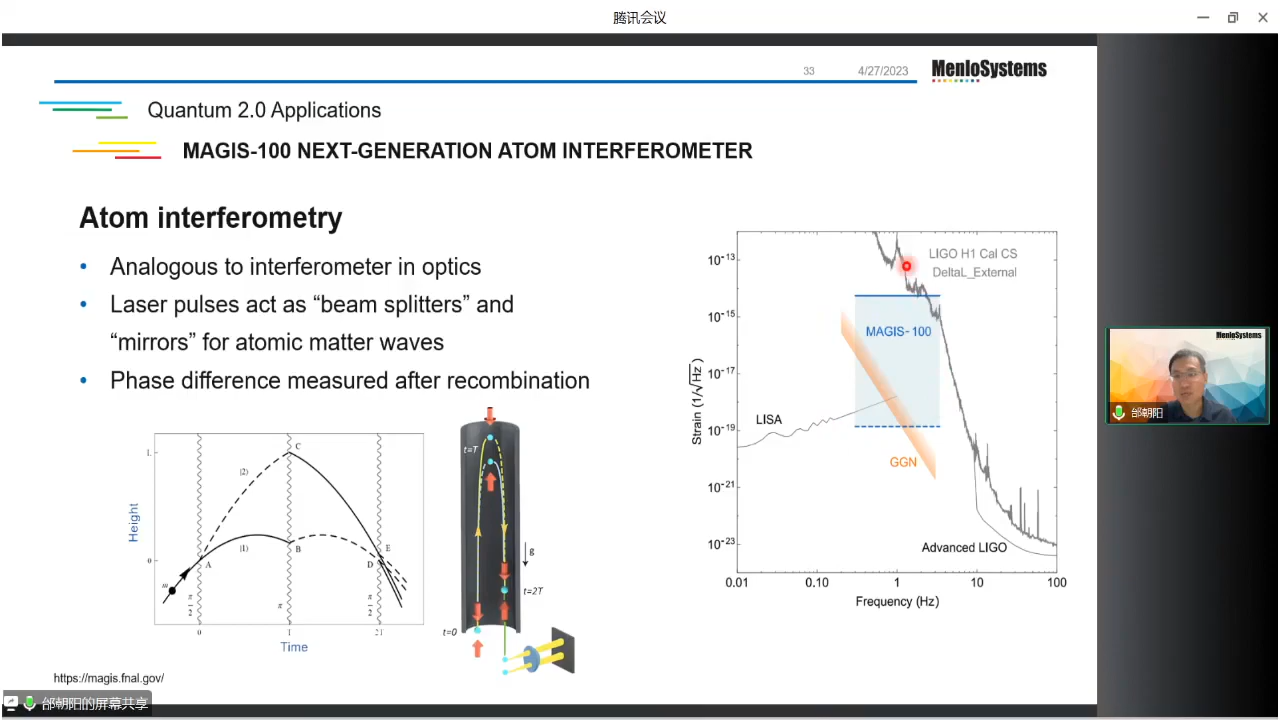 腾讯会议
33 4/27/2023 MenloSystems
Quantum 2.0 Applications
MAGIS-100 NEXT-GENERATION ATOM INTERFEROMETER
Atom interferometry
• Analogous to interferometer in optics
• Laser pulses act as “beam splitters” and
“mirrors” for atomic matter waves
• Phase difference measured after recombination
Height
0
m
A
B
C
D
E
|2⟩
|1⟩
π/2
π
π/2
0
Time
t=T
g
t=2T
t=0
Strain (1/√Hz)
10⁻¹³
10⁻¹⁵
10⁻¹⁷
10⁻¹⁹
10⁻²¹
10⁻²³
LIGO H1 Cal CS
DeltaL_External
MAGIS-100
LISA
GGN
Advanced LIGO
0.01 0.10 1 10 100
Frequency (Hz)
https://magis.fnal.gov/
邰朝阳的屏幕共享
MenloSystems
邰朝阳